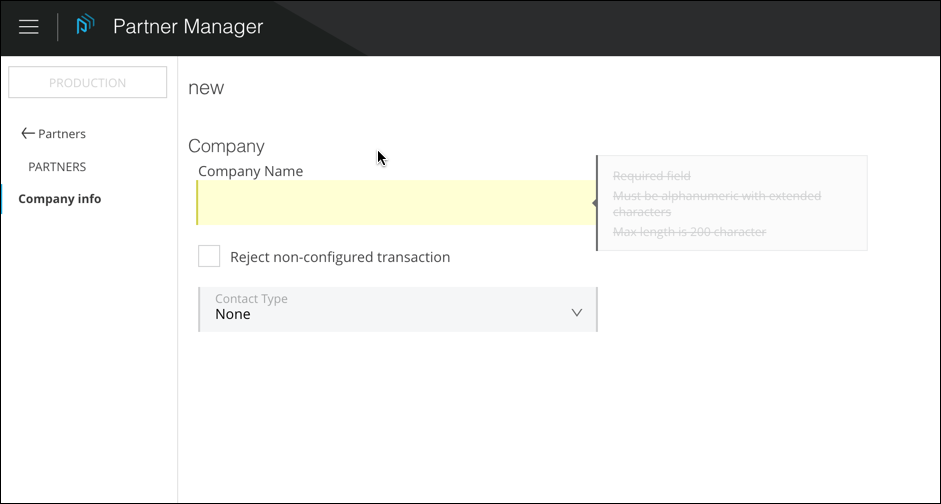 Partner Manager
PRODUCTION
Partners
PARTNERS
Company info
new
Company
Company Name
Required field
Must be alphanumeric with extended
characters
Max length is 200 character
Reject non-configured transaction
Contact Type
None